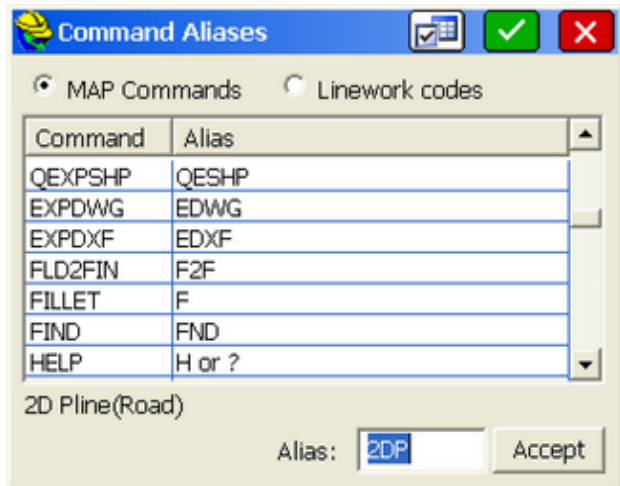 Command Aliases
MAP Commands Linework codes
Command Alias
QEXPSHP QESHP
EXPDWG EDWG
EXPDXF EDXF
FLD2FIN F2F
FILLET F
FIND FND
HELP H or ?
2D Pline(Road)
Alias: 2DP Accept